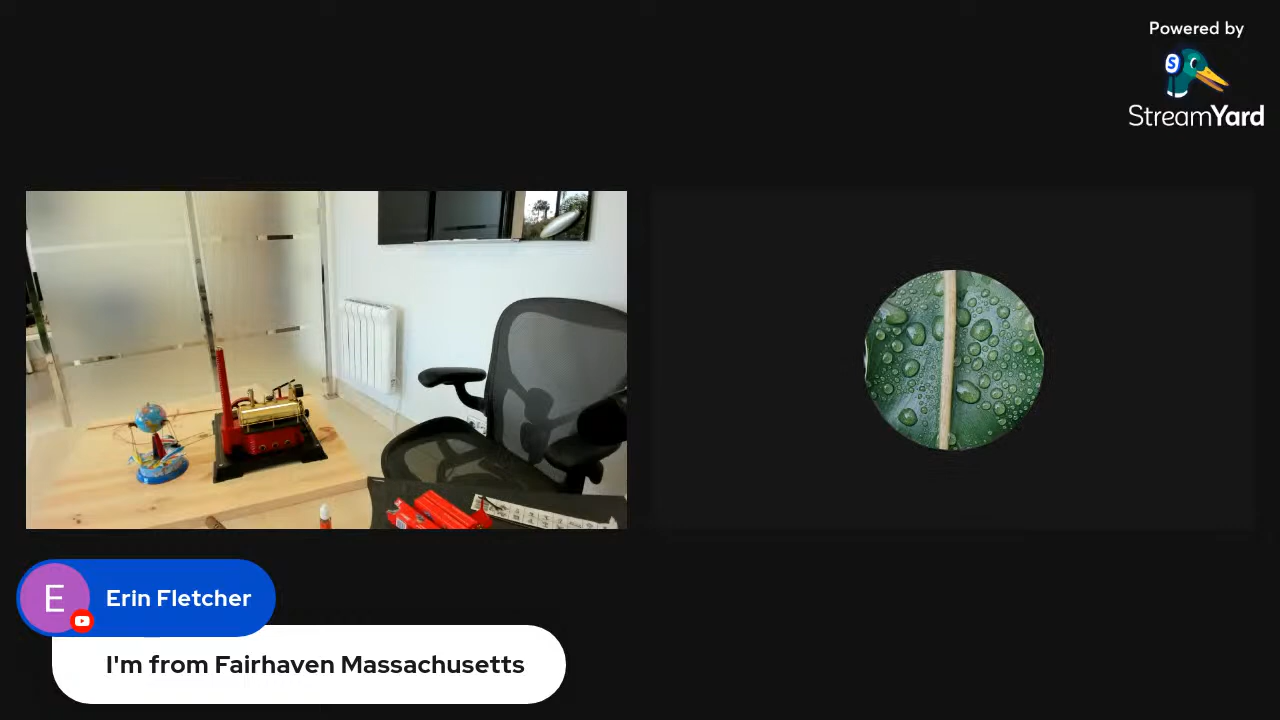 Powered by
S
StreamYard
E
Erin Fletcher
I'm from Fairhaven Massachusetts